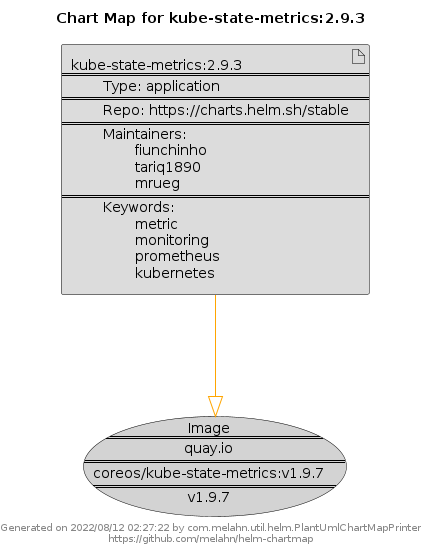 Chart Map for kube-state-metrics:2.9.3
kube-state-metrics:2.9.3
Type: application
Repo: https://charts.helm.sh/stable
Maintainers:
fiunchinho
tariq1890
mrueg
Keywords:
metric
monitoring
prometheus
kubernetes
Image
quay.io
coreos/kube-state-metrics:v1.9.7
v1.9.7
Generated on 2022/08/12 02:27:22 by com.melahn.util.helm.PlantUmlChartMapPrinter
https://github.com/melahn/helm-chartmap